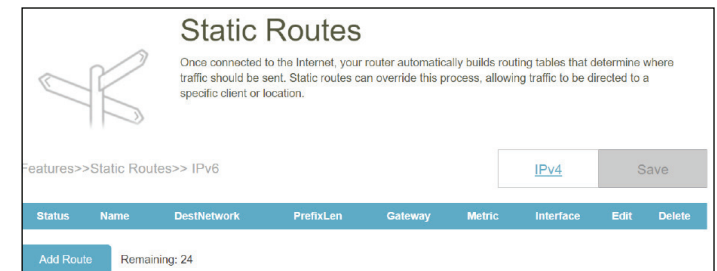 Static Routes
Once connected to the Internet, your router automatically builds routing tables that determine where
traffic should be sent. Static routes can override this process, allowing traffic to be directed to a
specific client or location.
Features>>Static Routes>> IPv6
IPv4
Save
Status Name DestNetwork PrefixLen Gateway Metric Interface Edit Delete
Add Route Remaining: 24